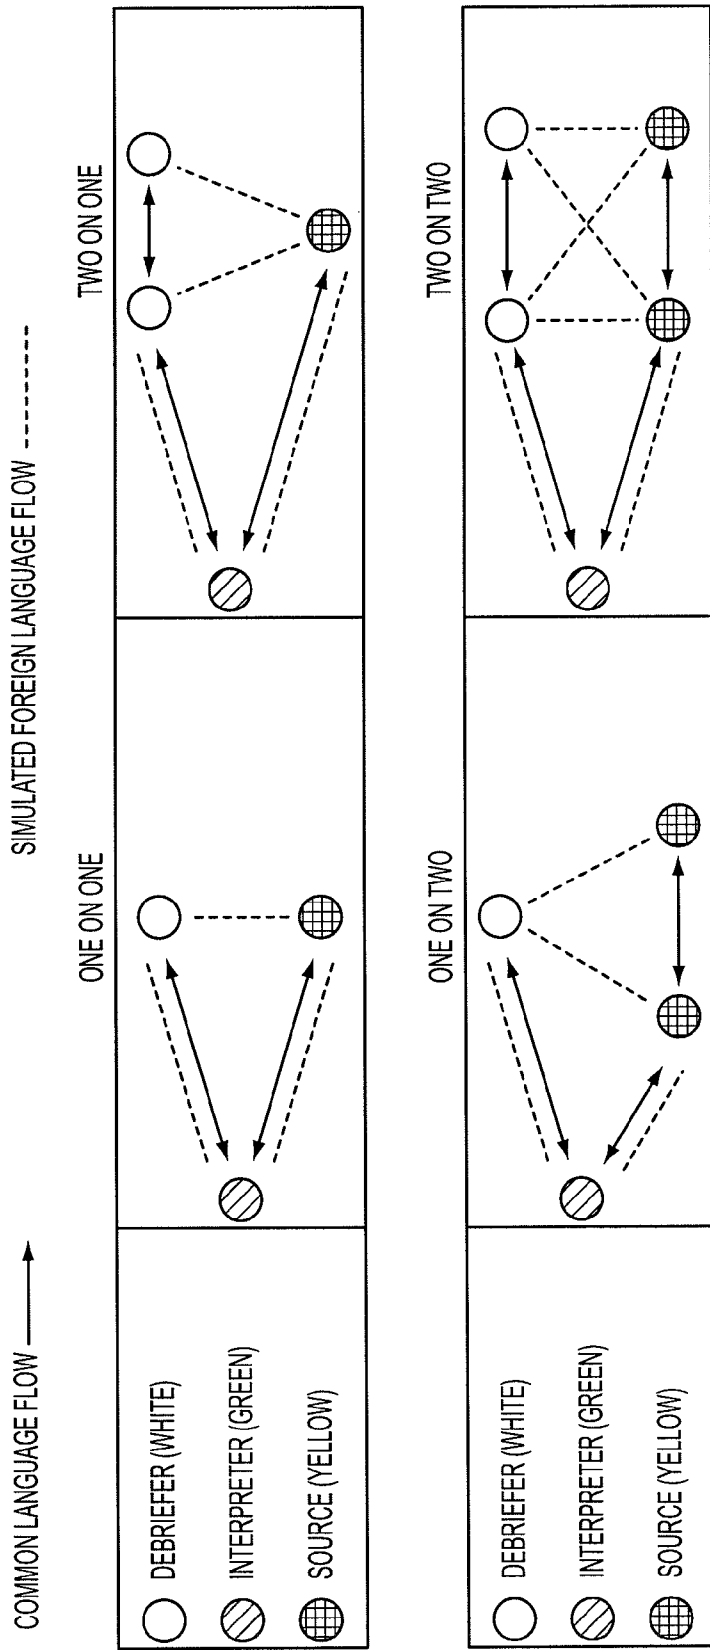 COMMON LANGUAGE FLOW
SIMULATED FOREIGN LANGUAGE FLOW
ONE ON ONE
TWO ON ONE
DEBRIEFER (WHITE)
INTERPRETER (GREEN)
SOURCE (YELLOW)
ONE ON TWO
TWO ON TWO
DEBRIEFER (WHITE)
INTERPRETER (GREEN)
SOURCE (YELLOW)